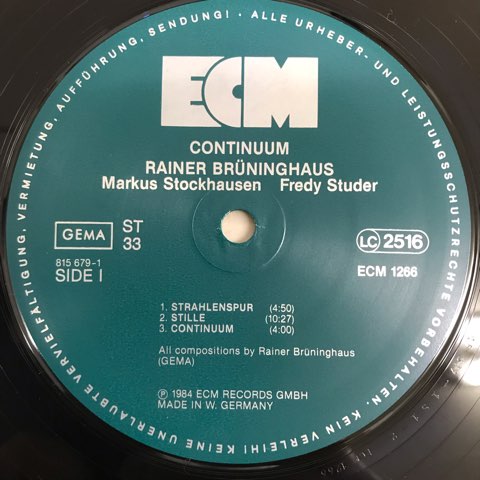 ALLE URHEBER- UND LEISTUNGSSCHUTZRECHTE VORBEHALTEN. KEIN VERLEIH! KEINE UNERLAUBTE VERVIELFÄLTIGUNG, VERMIETUNG, AUFFÜHRUNG, SENDUNG! ·
ECM
CONTINUUM
RAINER BRÜNINGHAUS
Markus Stockhausen Fredy Studer
GEMA
ST
33
LC 2516
815 679-1
SIDE I
ECM 1266
1. STRAHLENSPUR (4:50)
2. STILLE (10:27)
3. CONTINUUM (4:00)
All compositions by Rainer Brüninghaus
(GEMA)
Ⓟ 1984 ECM RECORDS GMBH
MADE IN W. GERMANY